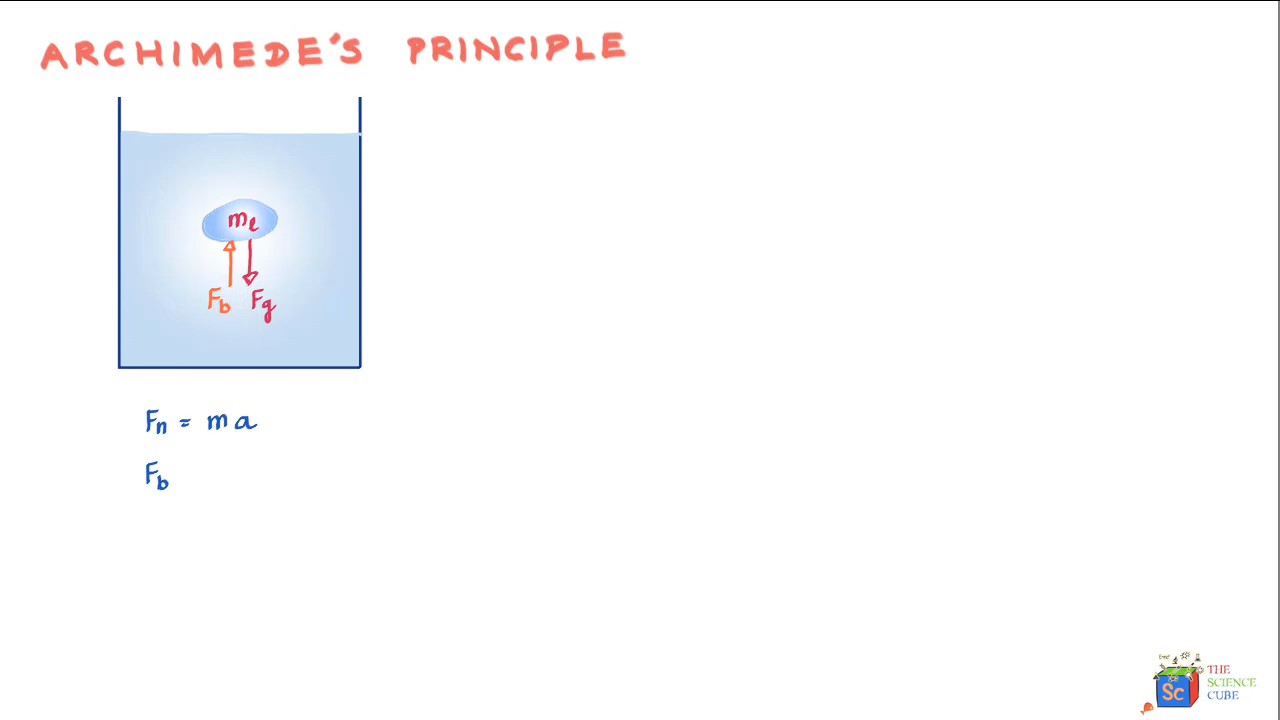 ARCHIMEDE'S PRINCIPLE
mℓ
Fb Fg
Fn = ma
Fb
Sc
THE
SCIENCE
CUBE